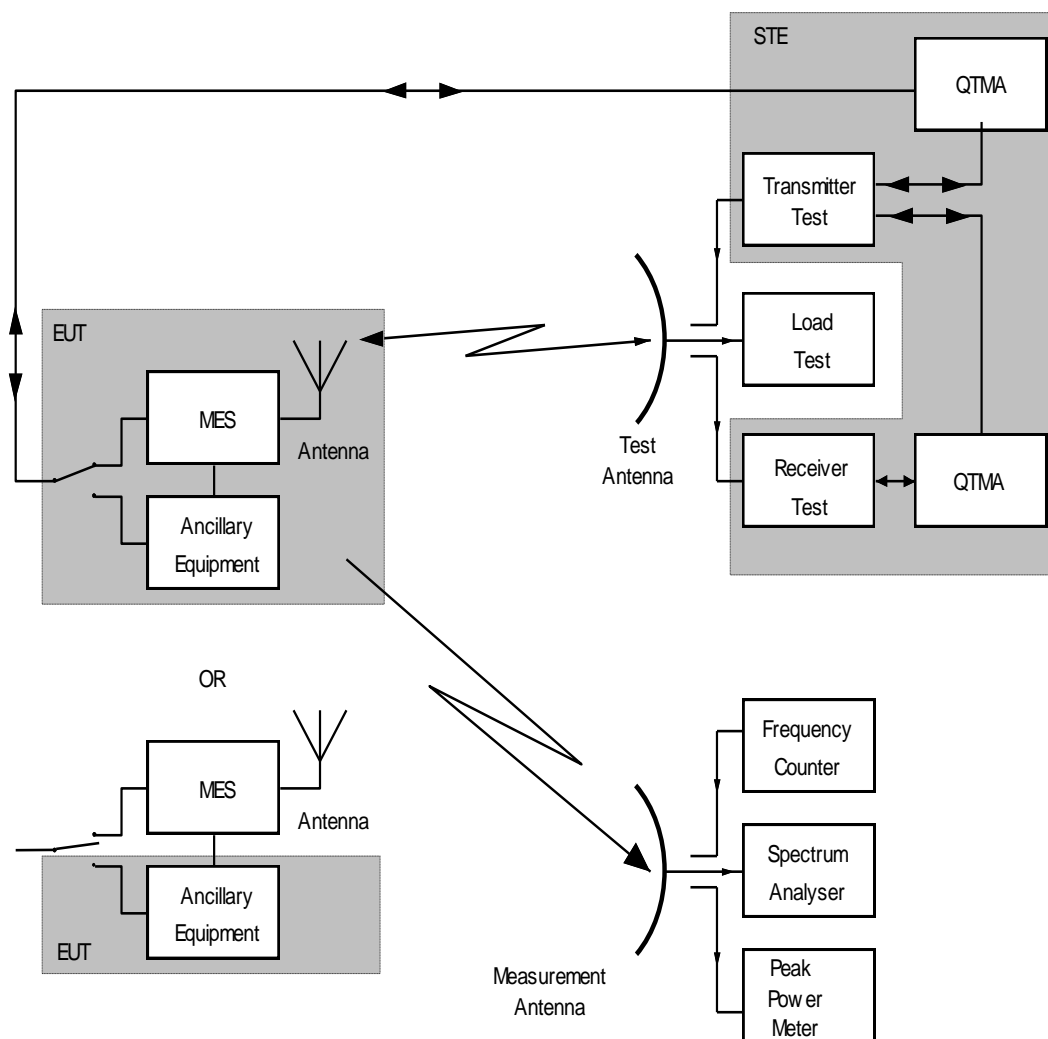 STE
QTMA
Transmitter
Test
EUT
Load
Test
MES
Antenna
Test
Antenna
Receiver
Test
QTMA
Ancillary
Equipment
OR
Frequency
Counter
MES
Antenna
Spectrum
Analyser
Ancillary
Equipment
EUT
Measurement
Antenna
Peak
Power
Meter